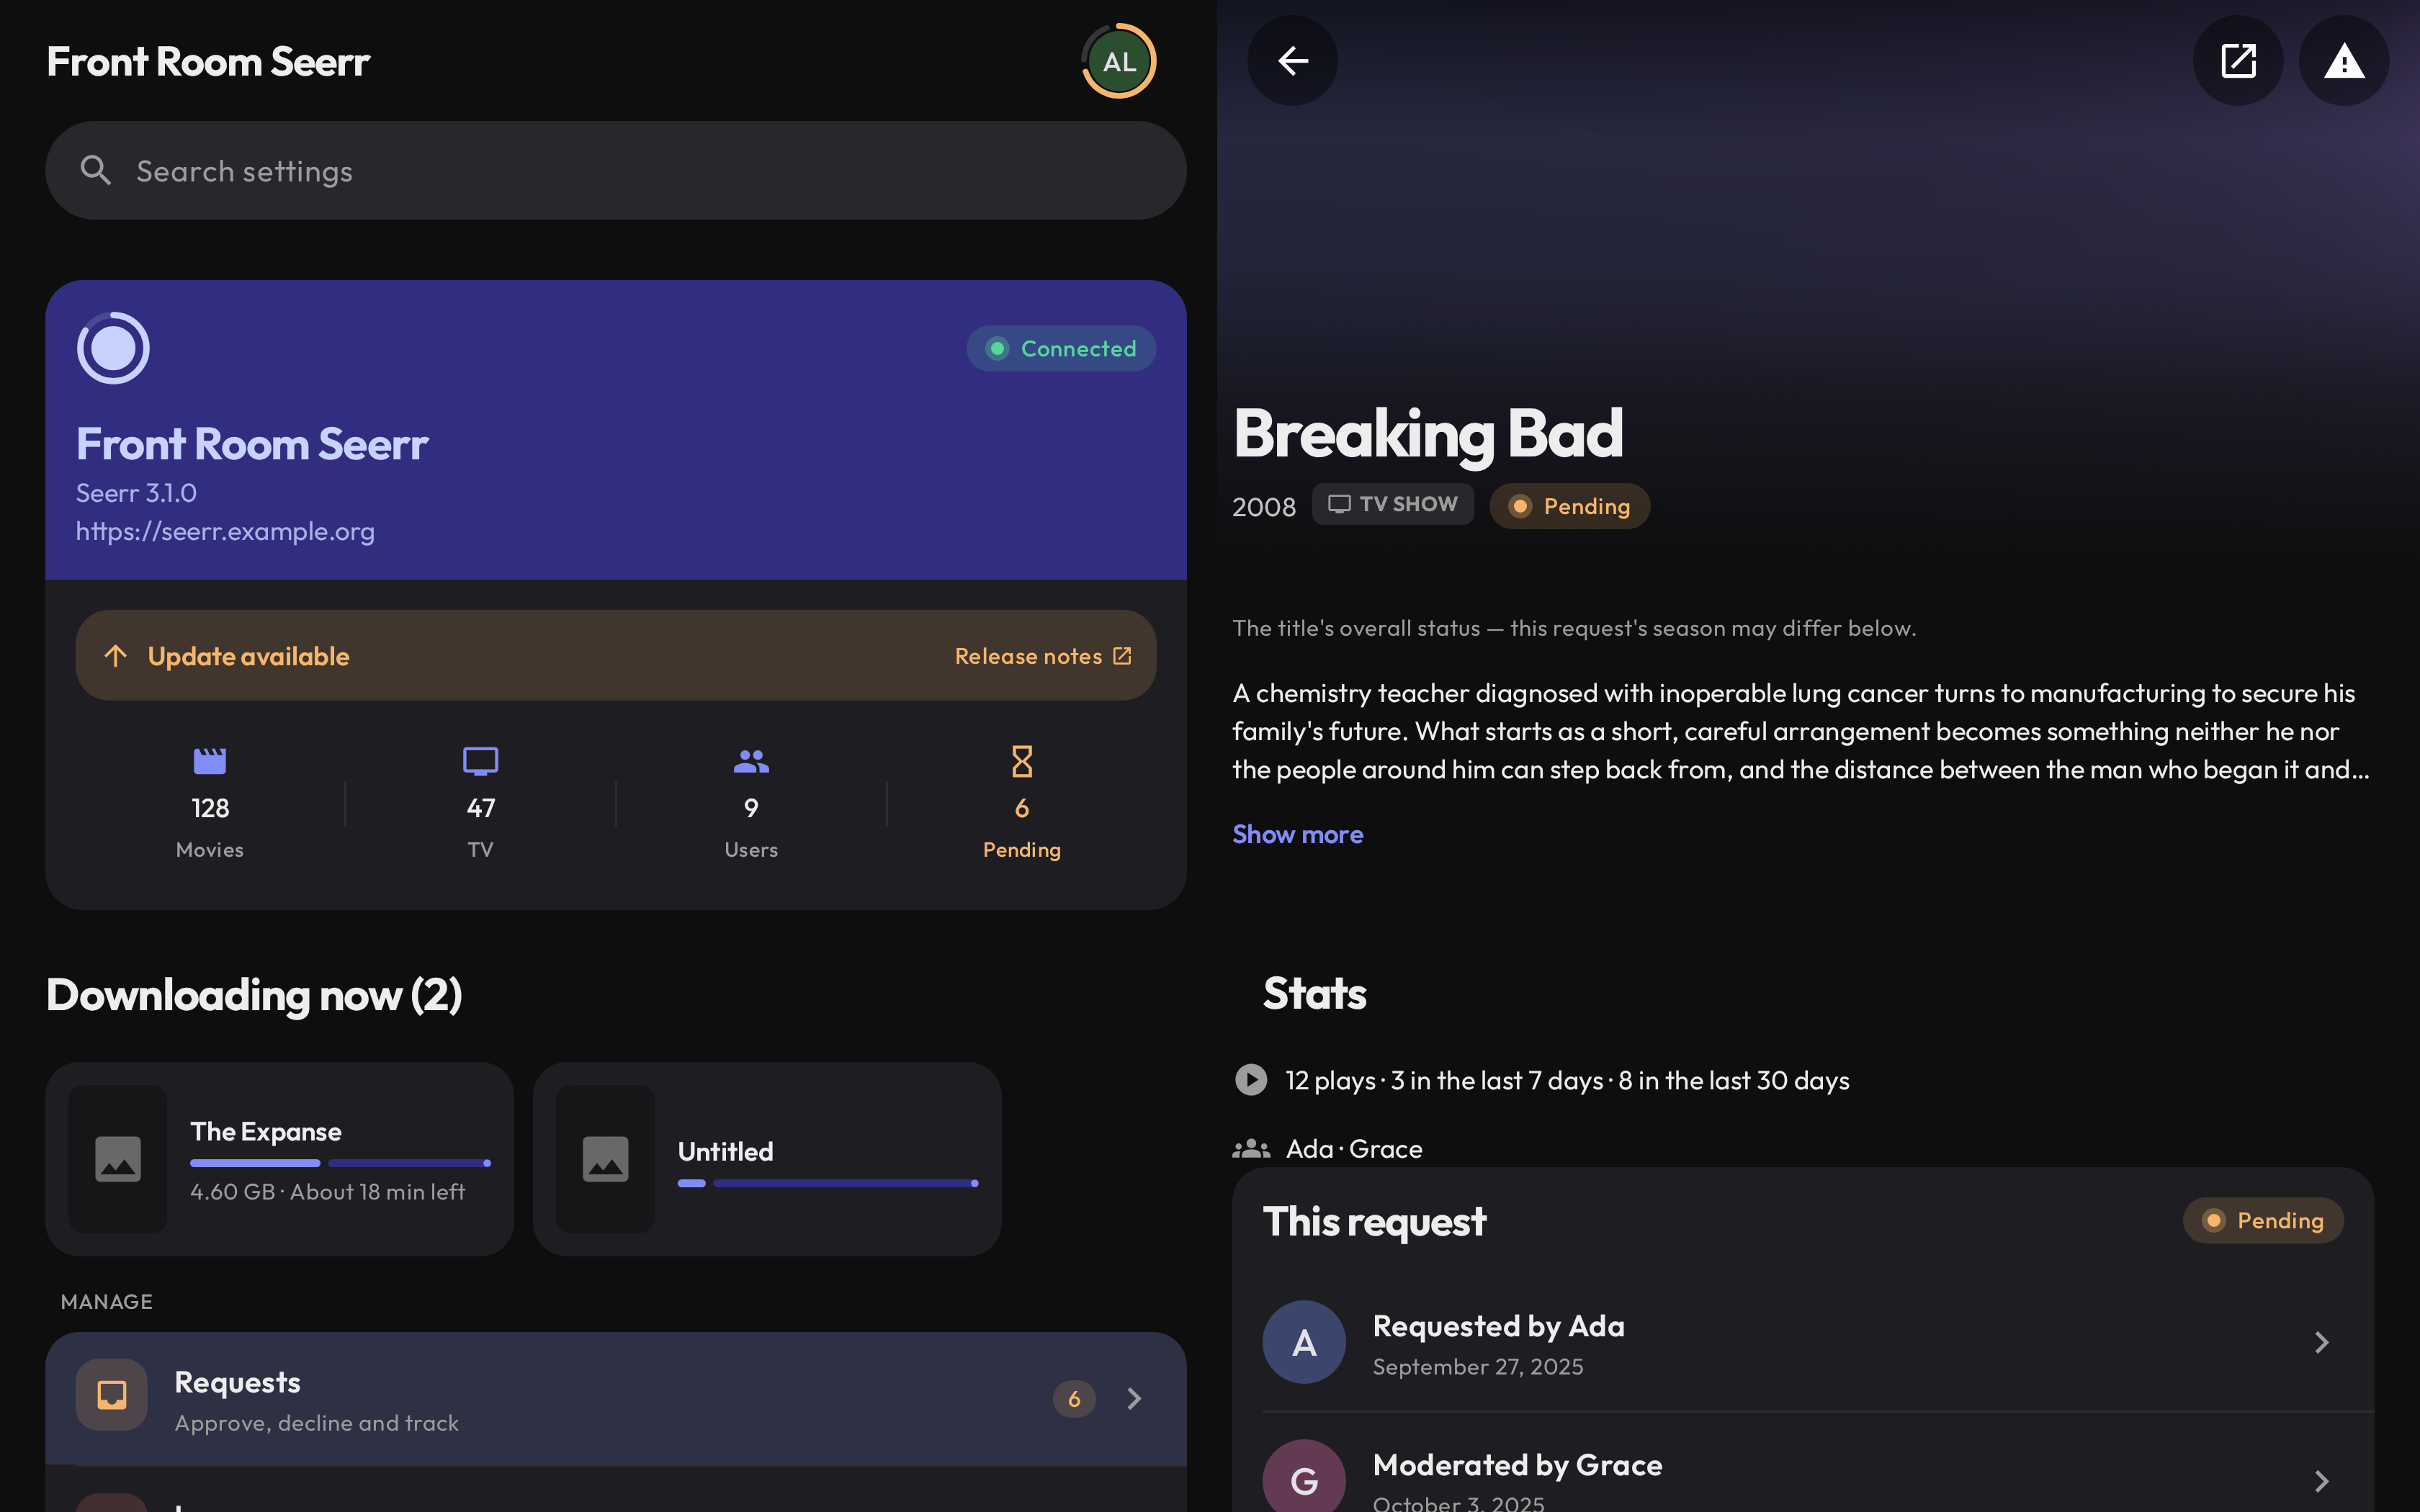 Front Room Seerr
AL
Search settings
Connected
Front Room Seerr
Seerr 3.1.0
https://seerr.example.org
Update available
Release notes
128
Movies
47
TV
9
Users
6
Pending
Downloading now (2)
The Expanse
4.60 GB · About 18 min left
Untitled
MANAGE
Requests
Approve, decline and track
6
Breaking Bad
2008
TV SHOW
Pending
The title's overall status — this request's season may differ below.
A chemistry teacher diagnosed with inoperable lung cancer turns to manufacturing to secure his
family's future. What starts as a short, careful arrangement becomes something neither he nor
the people around him can step back from, and the distance between the man who began it and…
Show more
Stats
12 plays · 3 in the last 7 days · 8 in the last 30 days
Ada · Grace
This request
Pending
A
Requested by Ada
September 27, 2025
G
Moderated by Grace
October 3, 2025